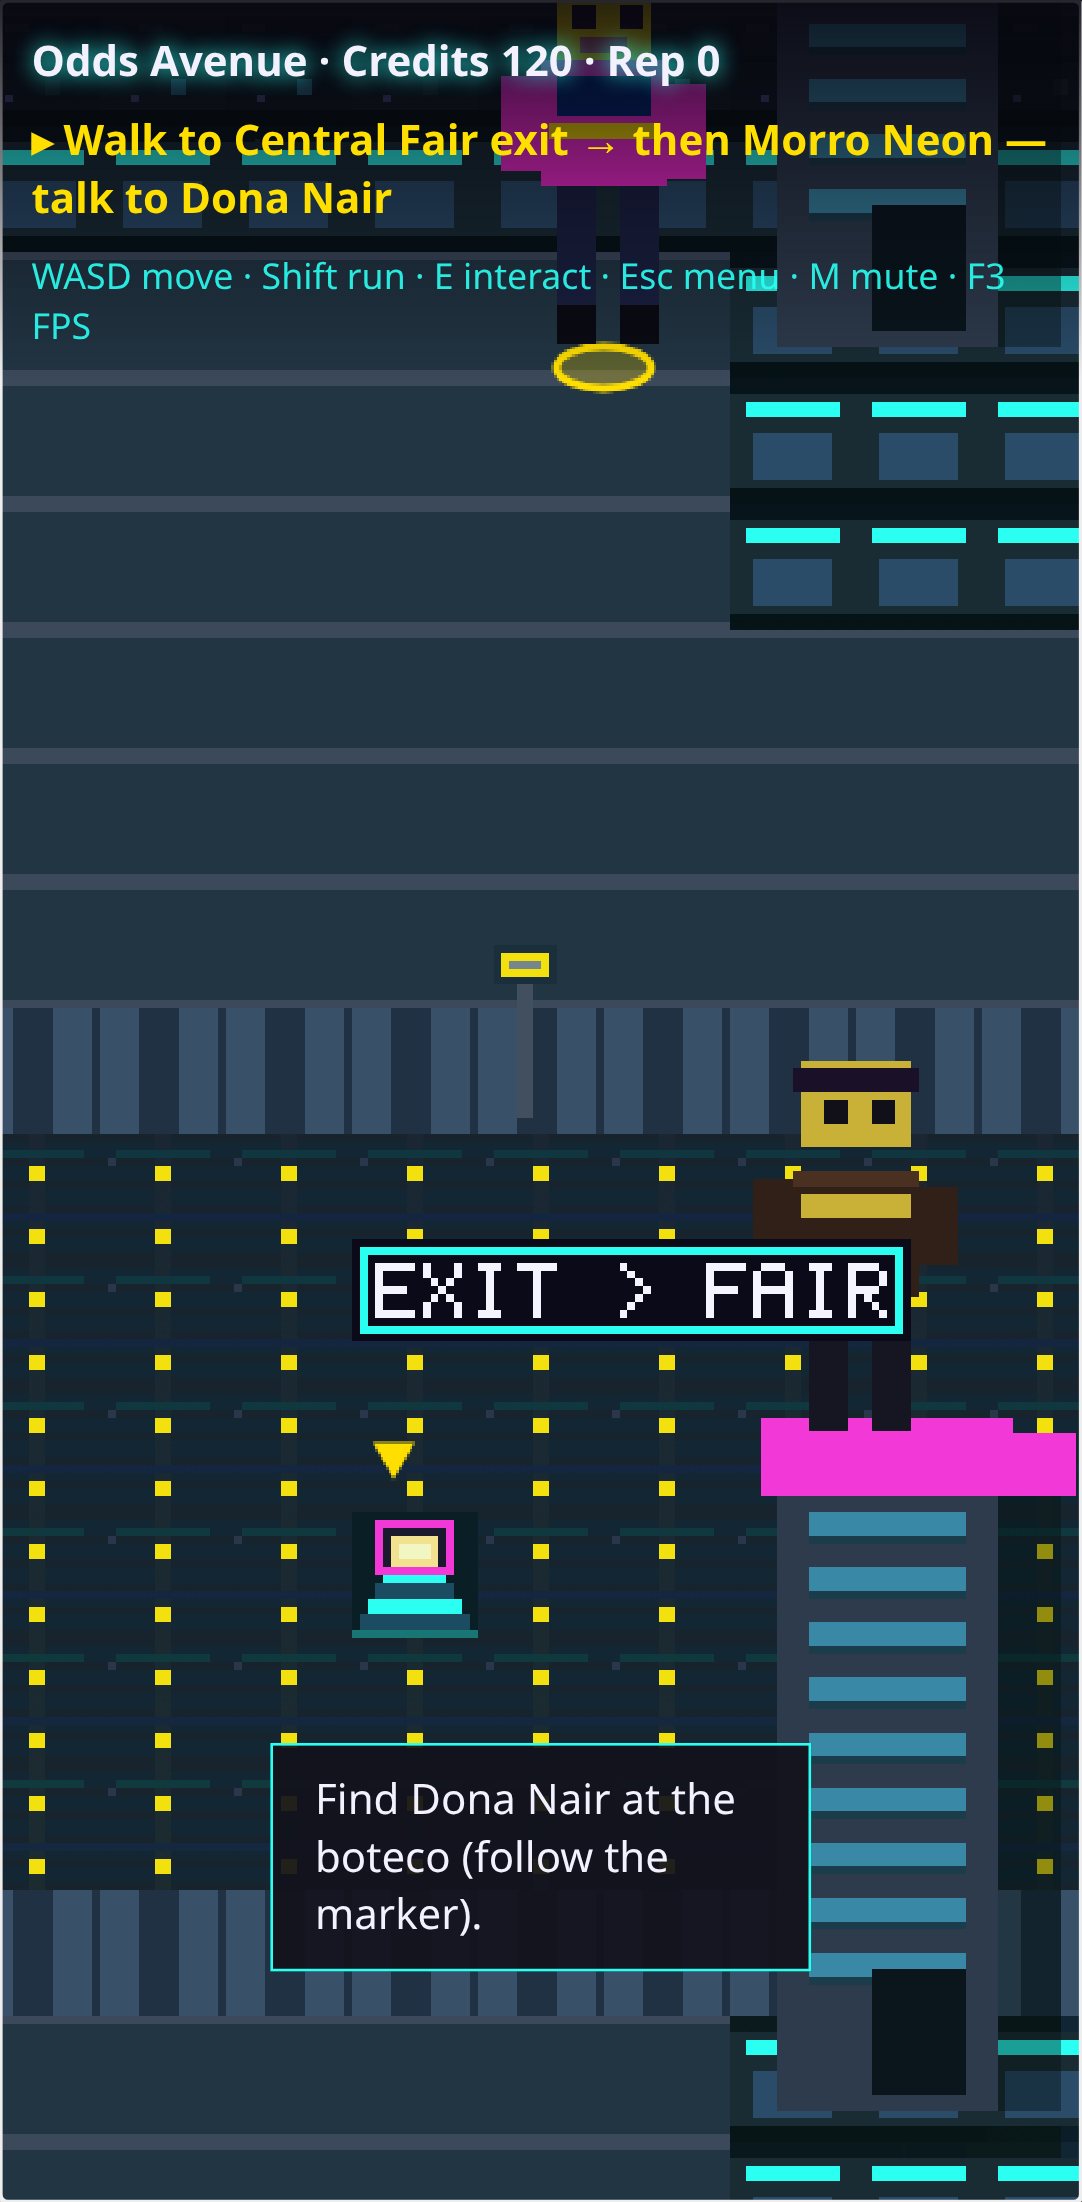 Odds Avenue · Credits 120 · Rep 0
▸ Walk to Central Fair exit → then Morro Neon —
talk to Dona Nair
WASD move · Shift run · E interact · Esc menu · M mute · F3
FPS
EXIT > FAIR
Find Dona Nair at the
boteco (follow the
marker).